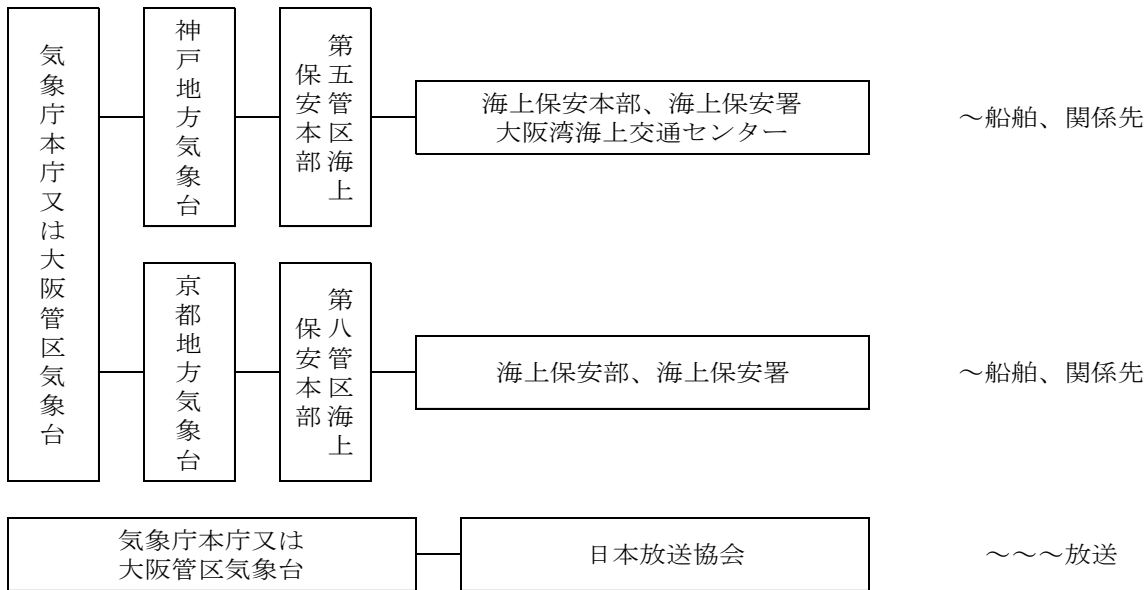 気象庁本庁又は大阪管区気象台
神戸地方気象台
第五管区海上
保安本部
海上保安本部、海上保安署
大阪湾海上交通センター
～船舶、関係先
京都地方気象台
第八管区海上
保安本部
海上保安部、海上保安署
～船舶、関係先
気象庁本庁又は
大阪管区気象台
日本放送協会
～～～放送